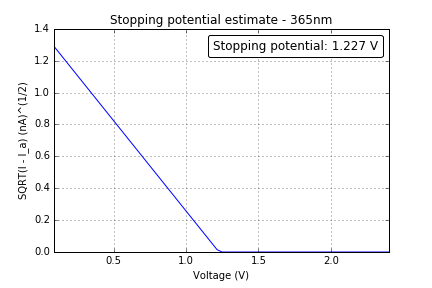 Stopping potential estimate - 365nm
Stopping potential: 1.227 V
SQRT(I - I_a) (nA)^(1/2)
1.4
1.2
1.0
0.8
0.6
0.4
0.2
0.0
0.5 1.0 1.5 2.0
Voltage (V)